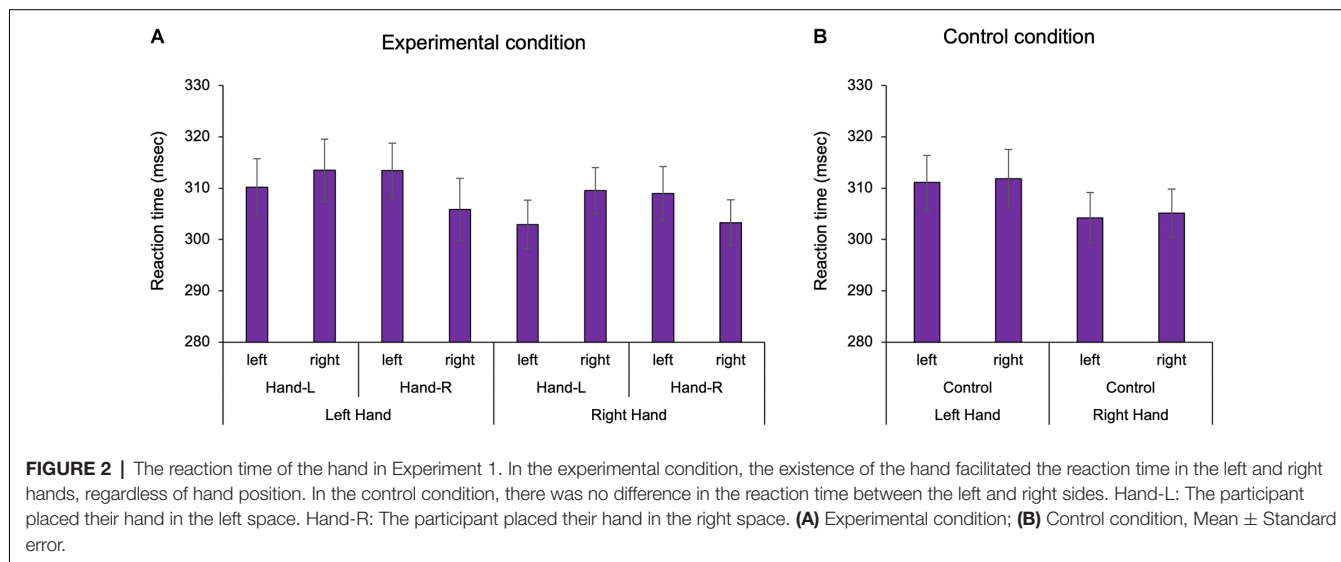 A
Experimental condition
Reaction time (msec)
330
320
310
300
290
280
left right left right left right left right
Hand-L Hand-R Hand-L Hand-R
Left Hand Right Hand
B
Control condition
Reaction time (msec)
330
320
310
300
290
280
left right left right
Control Control
Left Hand Right Hand
FIGURE 2 | The reaction time of the hand in Experiment 1. In the experimental condition, the existence of the hand facilitated the reaction time in the left and right
hands, regardless of hand position. In the control condition, there was no difference in the reaction time between the left and right sides. Hand-L: The participant
placed their hand in the left space. Hand-R: The participant placed their hand in the right space. (A) Experimental condition; (B) Control condition, Mean ± Standard
error.